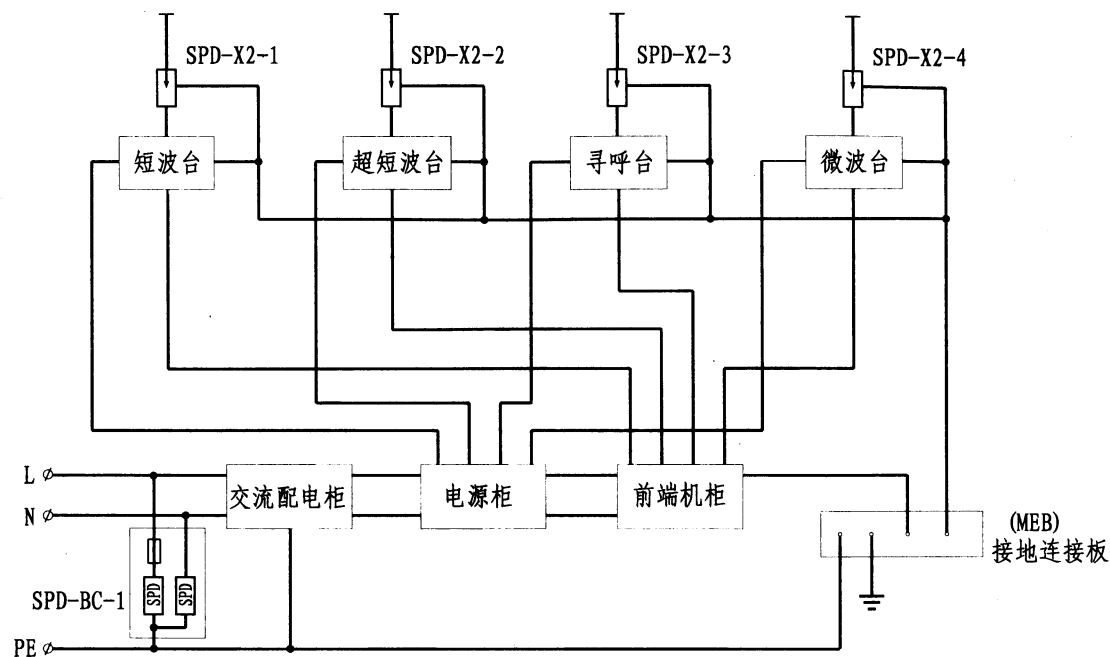 SPD-X2-1
SPD-X2-2
SPD-X2-3
SPD-X2-4
短波台
超短波台
寻呼台
微波台
L
N
交流配电柜
电源柜
前端机柜
(MEB)
接地连接板
SPD-BC-1
SPD
SPD
PE